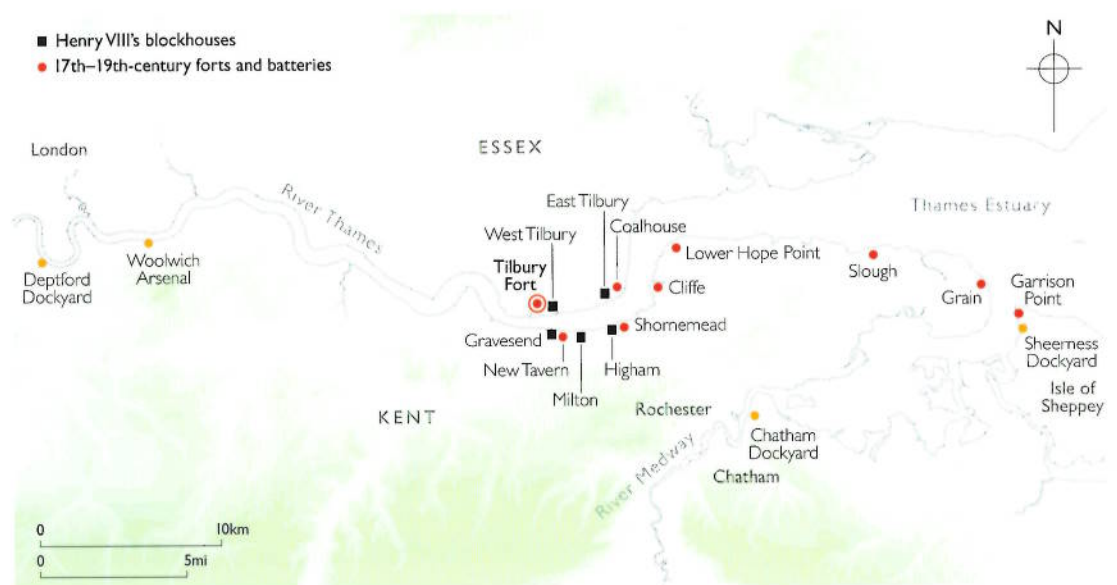 Henry VIII's blockhouses
17th–19th-century forts and batteries
N
London
ESSEX
River Thames
East Tilbury
Thames Estuary
West Tilbury
Coalhouse
Lower Hope Point
Tilbury
Fort
Woolwich
Arsenal
Deptford
Dockyard
Slough
Cliffe
Grain
Garrison
Point
Shornemead
Gravesend
New Tavern
Higham
Milton
Sheerness
Dockyard
Isle of
Sheppey
KENT
Rochester
Chatham
Dockyard
River Medway
Chatham
0 10km
0 5mi